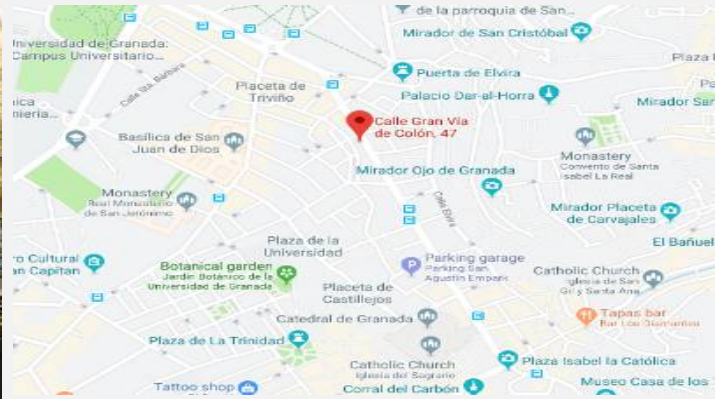 de la parroquia de San...
Mirador de San Cristóbal
Universidad de Granada:
Campus Universitario...
Plaza
Puerta de Elvira
Calle Sta. Bárbara
Placeta de
Triviño
Palacio Dar-al-Horra
Mirador San
Calle Gran Vía
de Colón, 47
Basílica de San
Juan de Dios
Monastery
Convento de Santa
Isabel La Real
Mirador Ojo de Granada
Monastery
Real Monasterio
de San Jerónimo
Calle Elvira
Mirador Placeta
de Carvajales
Plaza de la
Universidad
El Bañuel
ro Cultural
an Capitan
Botanical garden
Jardín Botánico de la
Universidad de Granada
Parking garage
Parking San
Agustín Empark
Catholic Church
Iglesia de San
Gil y Santa Ana
Placeta de
Castillejos
Catedral de Granada
Tapas bar
Bar Los Diamantes
Plaza de La Trinidad
Catholic Church
Iglesia del Sagrario
Plaza Isabel la Católica
Tattoo shop
Corral del Carbón
Museo Casa de los